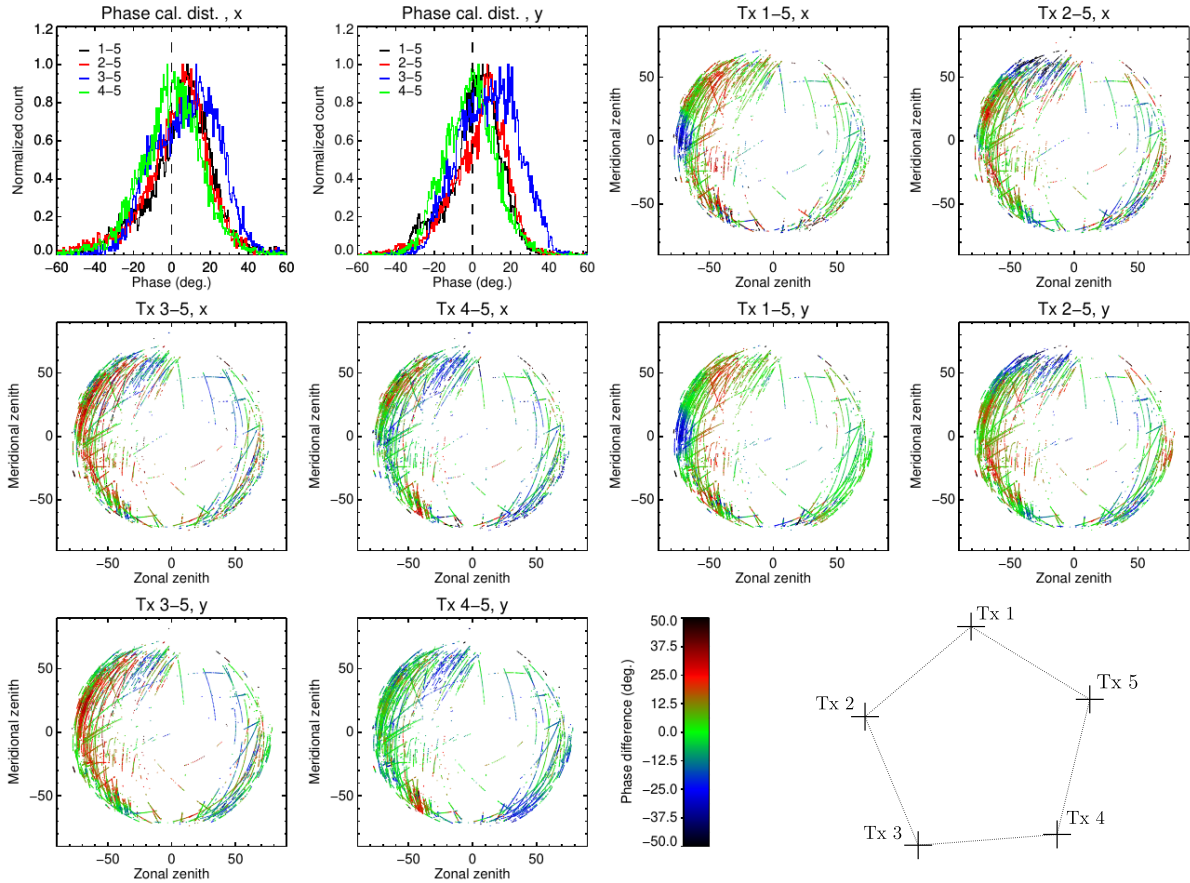 Phase cal. dist. , x
Phase cal. dist. , y
Tx 1−5, x
Tx 2−5, x
1.2
1.0
0.8
0.6
0.4
0.2
0.0
Normalized count
1−5
2−5
3−5
4−5
−60 −40 −20 0 20 40 60
Phase (deg.)
1.2
1.0
0.8
0.6
0.4
0.2
0.0
Normalized count
1−5
2−5
3−5
4−5
−60 −40 −20 0 20 40 60
Phase (deg.)
50
0
−50
Meridional zenith
−50 0 50
Zonal zenith
50
0
−50
Meridional zenith
−50 0 50
Zonal zenith
Tx 3−5, x
Tx 4−5, x
Tx 1−5, y
Tx 2−5, y
50
0
−50
Meridional zenith
−50 0 50
Zonal zenith
50
0
−50
Meridional zenith
−50 0 50
Zonal zenith
50
0
−50
Meridional zenith
−50 0 50
Zonal zenith
50
0
−50
Meridional zenith
−50 0 50
Zonal zenith
Tx 3−5, y
Tx 4−5, y
50
0
−50
Meridional zenith
−50 0 50
Zonal zenith
50
0
−50
Meridional zenith
−50 0 50
Zonal zenith
50.0
37.5
25.0
12.5
0.0
−12.5
−25.0
−37.5
−50.0
Phase difference (deg.)
Tx 1
Tx 5
Tx 2
Tx 4
Tx 3